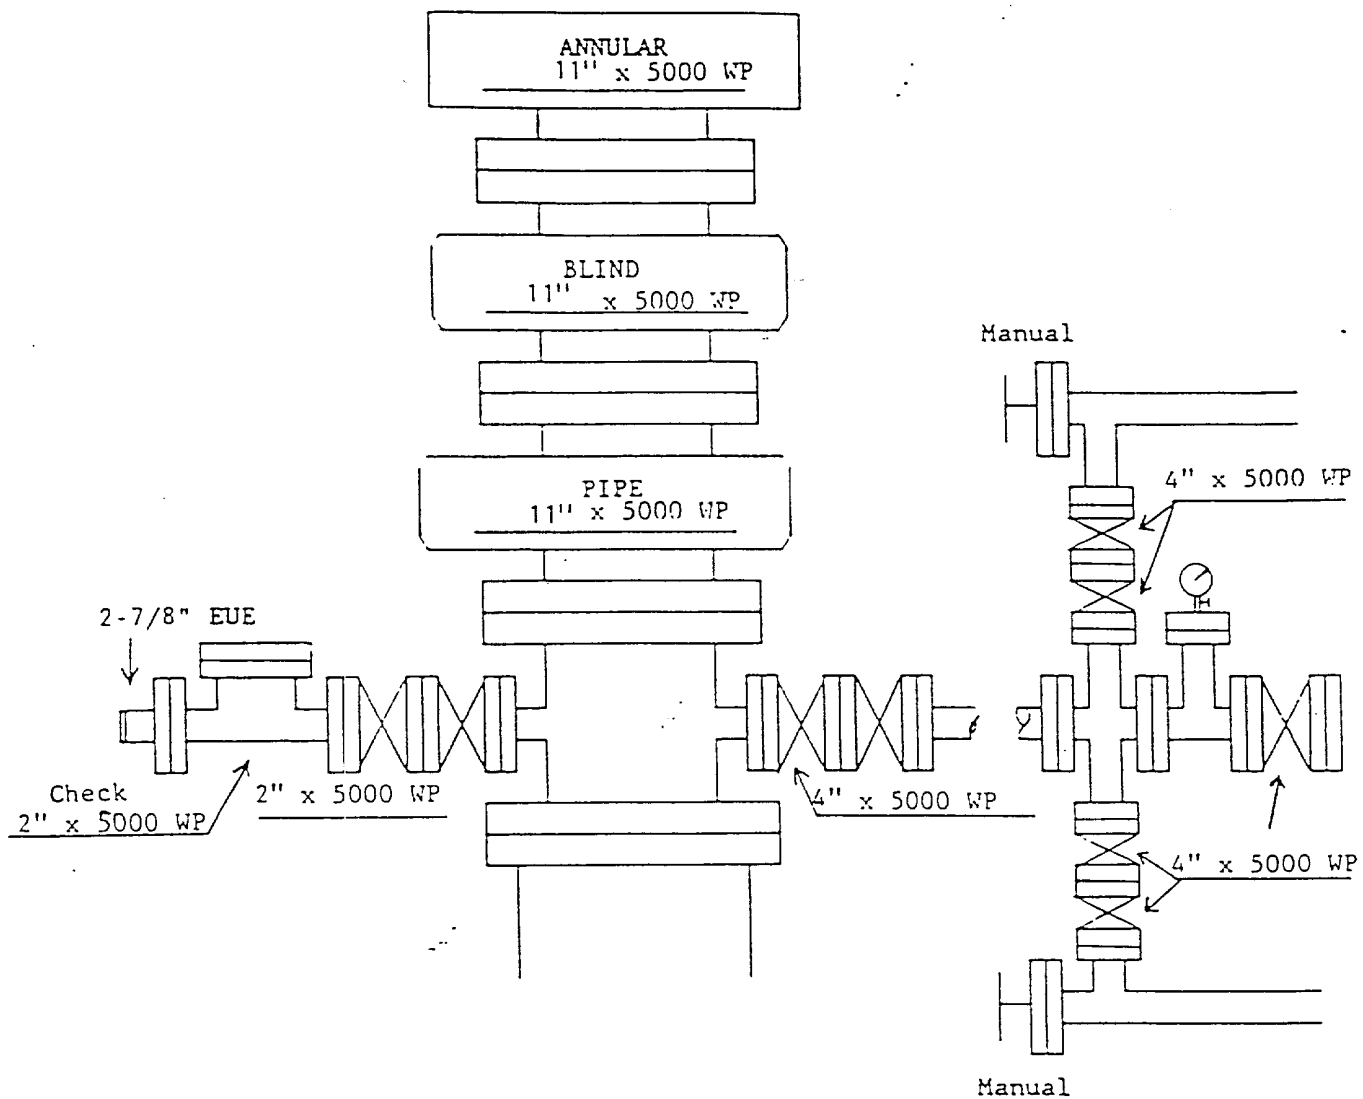 ANNULAR
11" x 5000 WP
BLIND
11" x 5000 WP
Manual
PIPE
11" x 5000 WP
4" x 5000 WP
2-7/8" EUE
Check
2" x 5000 WP
2" x 5000 WP
4" x 5000 WP
4" x 5000 WP
Manual